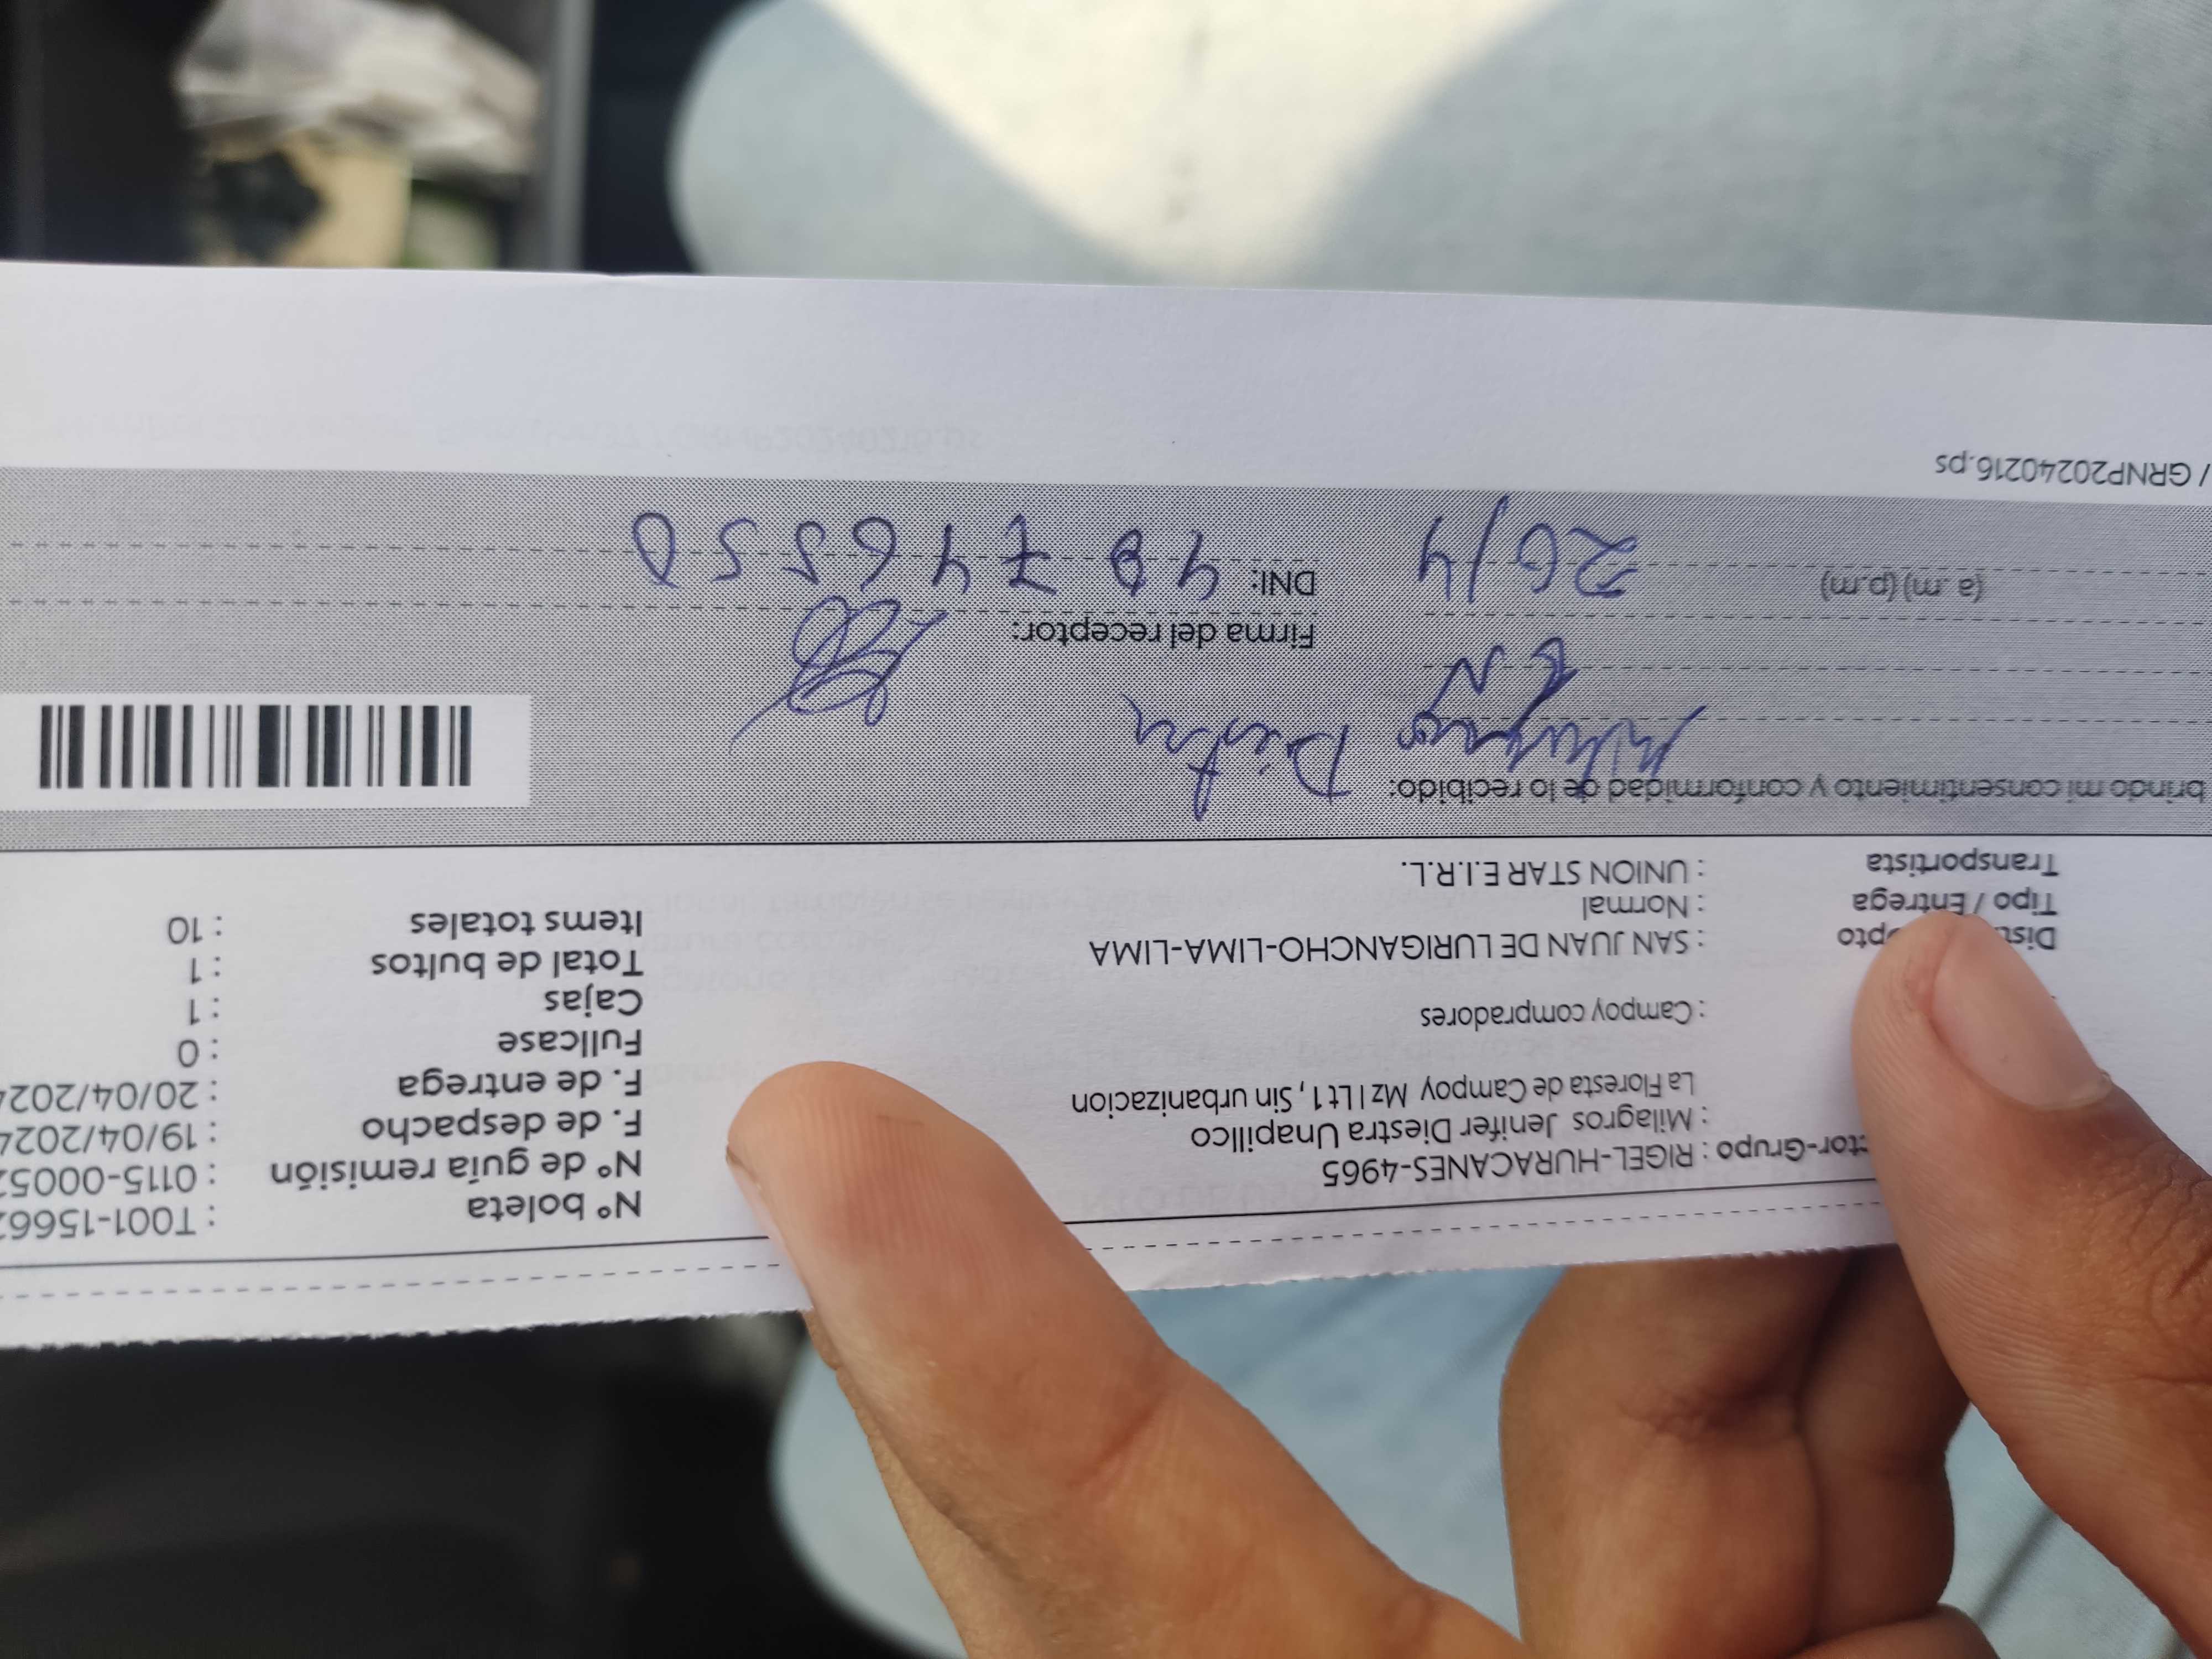 N° boleta : T001-1566
N° de guía remisión : 0115-0005
F. de despacho : 19/04/202
F. de entrega : 20/04/202
Fullcase : 0
Cajas : 1
Total de bultos : 1
Items totales : 10
tor-Grupo : RIGEL-HURACANES-4965
: Milagros Jenifer Diestra Unapillco
La Floresta de Campoy Mz I Lt 1 , Sin urbanizacion
: Campoy compradores
Dist pto : SAN JUAN DE LURIGANCHO-LIMA-LIMA
Tipo / Entrega : Normal
Transportista : UNION STAR E.I.R.L.
brindo mi consentimiento y conformidad de lo recibido:
Milagros Diestra
Firma del receptor:
(a .m) (p.m) 20/4 DNI: 48746550
/ GRNP20240216.ps